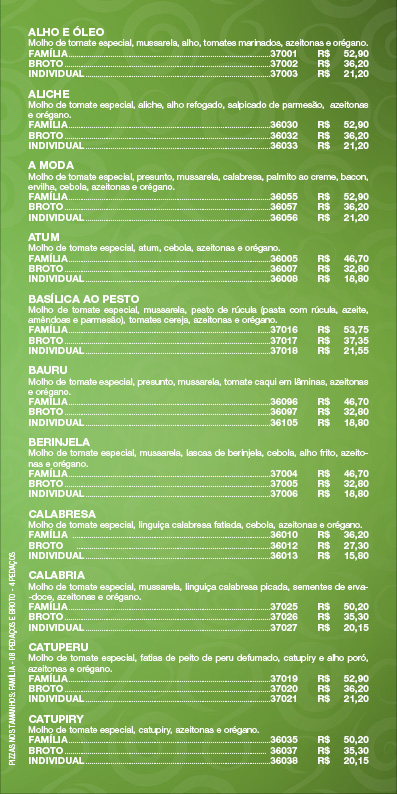 ALHO E ÓLEO
Molho de tomate especial, mussarela, alho, tomates marinados, azeitonas e orégano.
FAMÍLIA 37001 R$ 52,90
BROTO 37002 R$ 36,20
INDIVIDUAL 37003 R$ 21,20
ALICHE
Molho de tomate especial, aliche, alho refogado, salpicado de parmesão, azeitonas
e orégano.
FAMÍLIA 36030 R$ 52,90
BROTO 36032 R$ 36,20
INDIVIDUAL 36033 R$ 21,20
A MODA
Molho de tomate especial, presunto, mussarela, calabresa, palmito ao creme, bacon,
ervilha, cebola, azeitonas e orégano.
FAMÍLIA 36055 R$ 52,90
BROTO 36057 R$ 36,20
INDIVIDUAL 36056 R$ 21,20
ATUM
Molho de tomate especial, atum, cebola, azeitonas e orégano.
FAMÍLIA 36005 R$ 46,70
BROTO 36007 R$ 32,80
INDIVIDUAL 36008 R$ 18,80
BASÍLICA AO PESTO
Molho de tomate especial, mussarela, pesto de rúcula (pasta com rúcula, azeite,
amêndoas e parmesão), tomates cereja, azeitonas e orégano.
FAMÍLIA 37016 R$ 53,75
BROTO 37017 R$ 37,35
INDIVIDUAL 37018 R$ 21,55
BAURU
Molho de tomate especial, presunto, mussarela, tomate caqui em lâminas, azeitonas
e orégano.
FAMÍLIA 36096 R$ 46,70
BROTO 36097 R$ 32,80
INDIVIDUAL 36105 R$ 18,80
BERINJELA
Molho de tomate especial, mussarela, lascas de berinjela, cebola, alho frito, azeito-
nas e orégano.
FAMÍLIA 37004 R$ 46,70
BROTO 37005 R$ 32,80
INDIVIDUAL 37006 R$ 18,80
CALABRESA
Molho de tomate especial, linguiça calabresa fatiada, cebola, azeitonas e orégano.
FAMÍLIA 36010 R$ 36,20
BROTO 36012 R$ 27,30
INDIVIDUAL 36013 R$ 15,80
CALABRIA
Molho de tomate especial, mussarela, linguiça calabresa picada, sementes de erva-
-doce, azeitonas e orégano.
FAMÍLIA 37025 R$ 50,20
BROTO 37026 R$ 35,30
INDIVIDUAL 37027 R$ 20,15
CATUPERU
Molho de tomate especial, fatias de peito de peru defumado, catupiry e alho poró,
azeitonas e orégano.
FAMÍLIA 37019 R$ 52,90
BROTO 37020 R$ 36,20
INDIVIDUAL 37021 R$ 21,20
CATUPIRY
Molho de tomate especial, catupiry, azeitonas e orégano.
FAMÍLIA 36035 R$ 50,20
BROTO 36037 R$ 35,30
INDIVIDUAL 36038 R$ 20,15
PIZZAS NOS TAMANHOS: FAMÍLIA - 08 PEDAÇOS E BROTO - 4 PEDAÇOS